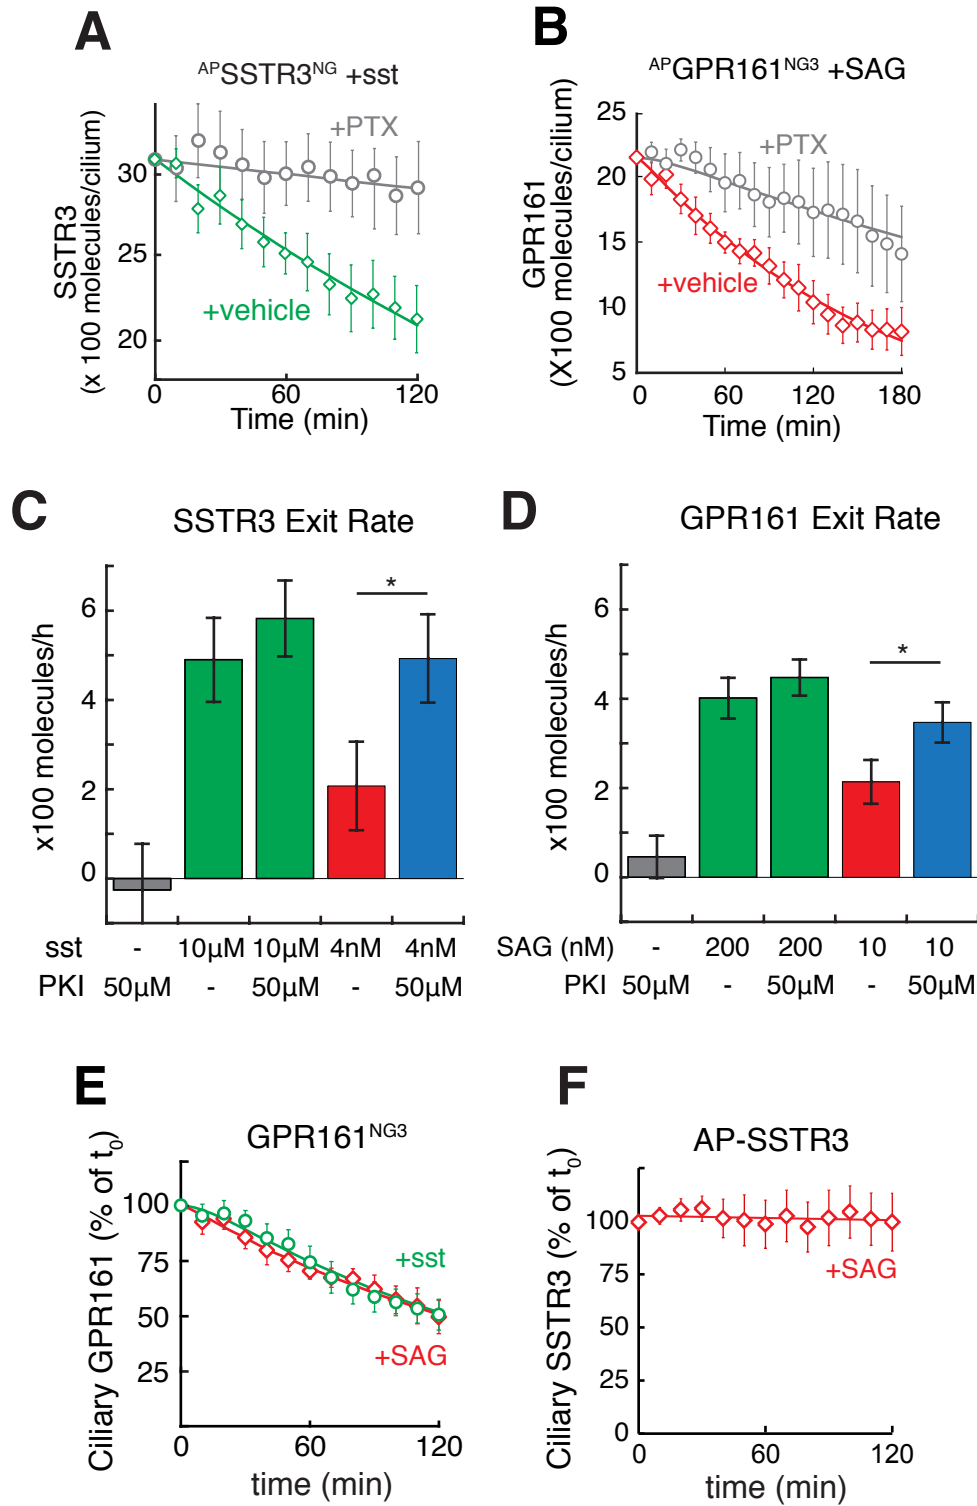 A
APSSTR3NG +sst
SSTR3
(x 100 molecules/cilium)
30
25
20
+PTX
+vehicle
0 60 120
Time (min)
B
APGPR161NG3 +SAG
GPR161
(X100 molecules/cilium)
25
20
15
10
5
+PTX
+vehicle
0 60 120 180
Time (min)
C
SSTR3 Exit Rate
x100 molecules/h
6
4
2
0
*
sst - 10µM 10µM 4nM 4nM
PKI 50µM - 50µM - 50µM
D
GPR161 Exit Rate
x100 molecules/h
6
4
2
0
*
SAG (nM) - 200 200 10 10
PKI 50µM - 50µM - 50µM
E
GPR161NG3
Ciliary GPR161 (% of t0)
100
75
50
25
+sst
+SAG
0 60 120
time (min)
F
AP-SSTR3
Ciliary SSTR3 (% of t0)
100
75
50
25
0
+SAG
0 60 120
time (min)